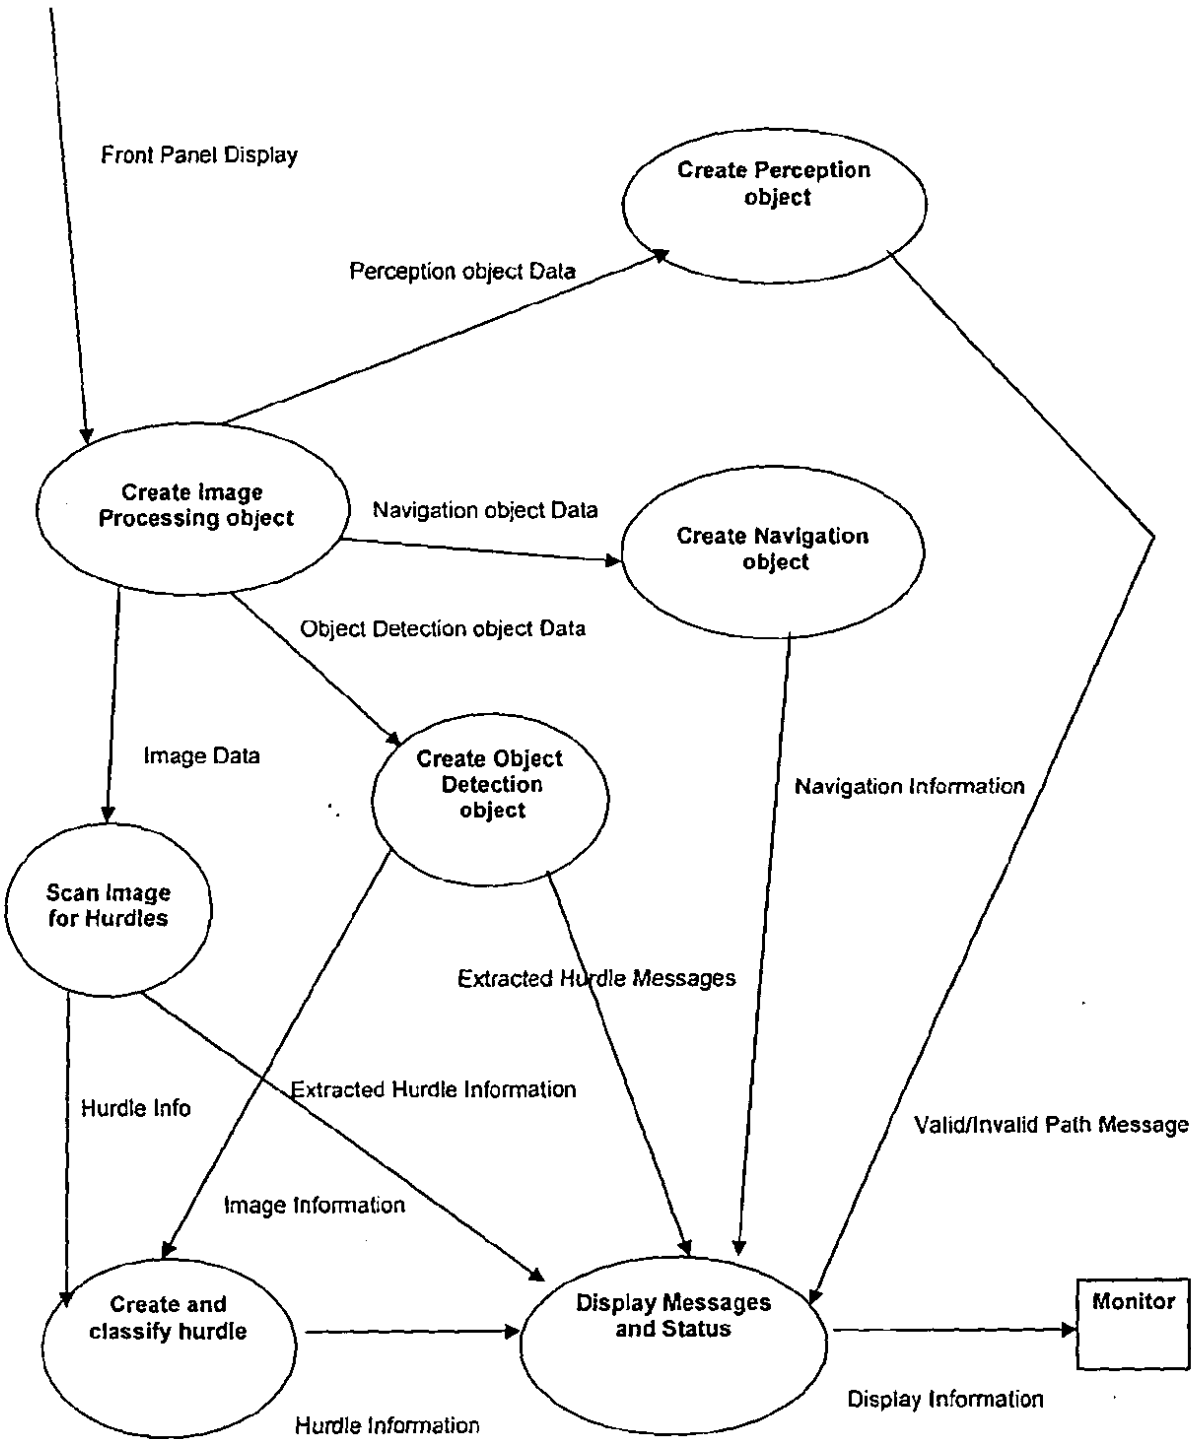 Front Panel Display
Create Perception
object
Perception object Data
Create Image
Processing object
Navigation object Data
Create Navigation
object
Object Detection object Data
Image Data
Create Object
Detection
object
Navigation Information
Scan Image
for Hurdles
Extracted Hurdle Messages
Extracted Hurdle Information
Hurdle Info
Valid/Invalid Path Message
Image Information
Create and
classify hurdle
Display Messages
and Status
Monitor
Display Information
Hurdle Information